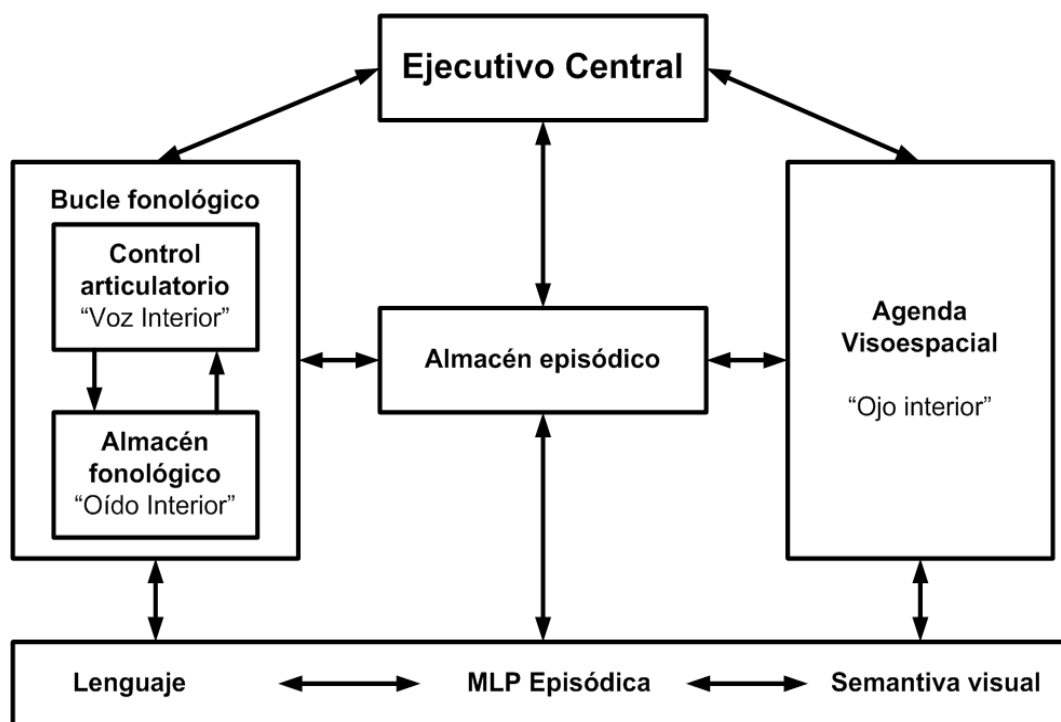 Ejecutivo Central
Bucle fonológico
Control
articulatorio
“Voz Interior”
Almacén
fonológico
“Oído Interior”
Almacén episódico
Agenda
Visoespacial
“Ojo interior”
Lenguaje
MLP Episódica
Semantiva visual